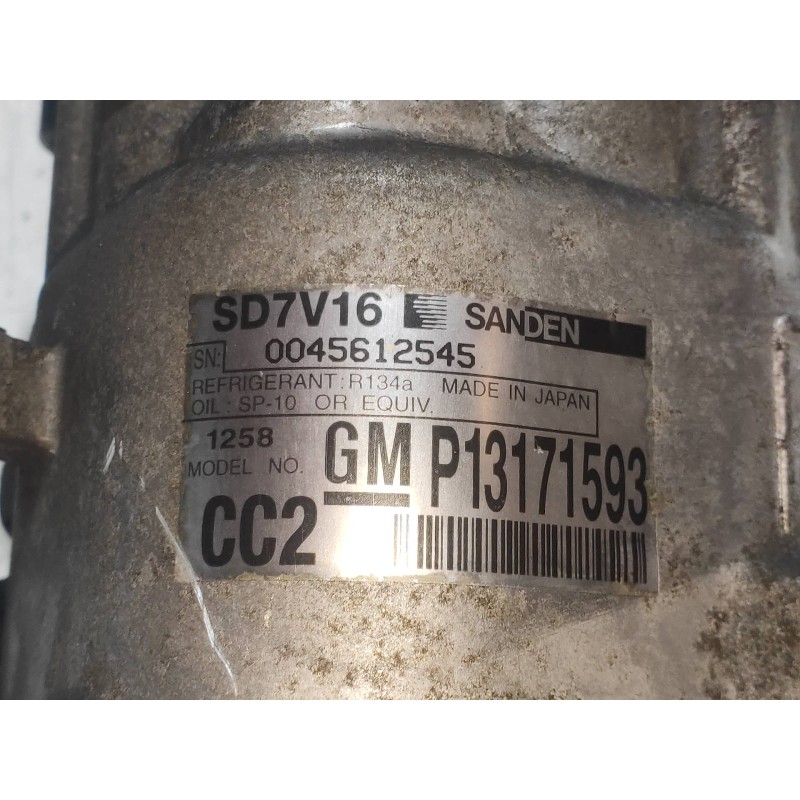 SD7V16 SANDEN
SN: 0045612545
REFRIGERANT: R134a MADE IN JAPAN
OIL: SP-10 OR EQUIV.
1258 GM P13171593
MODEL NO.
CC2